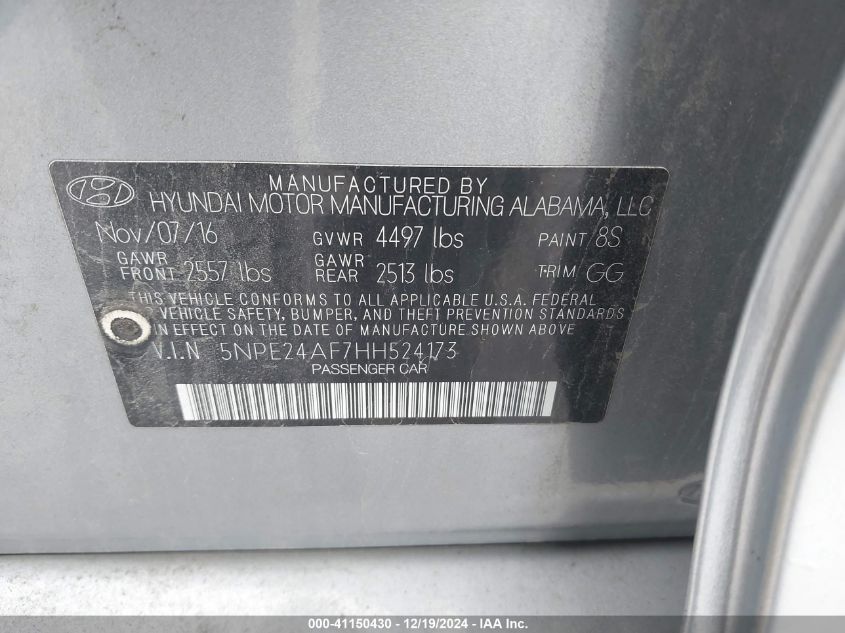 MANUFACTURED BY
HYUNDAI MOTOR MANUFACTURING ALABAMA, LLC
Nov/07/16 GVWR 4497 lbs PAINT 8S
GAWR FRONT 2557 lbs GAWR REAR 2513 lbs TRIM GG
THIS VEHICLE CONFORMS TO ALL APPLICABLE U.S.A. FEDERAL
VEHICLE SAFETY, BUMPER, AND THEFT PREVENTION STANDARDS
IN EFFECT ON THE DATE OF MANUFACTURE SHOWN ABOVE.
V.I.N 5NPE24AF7HH524173
PASSENGER CAR
000-41150430 - 12/19/2024 - IAA Inc.